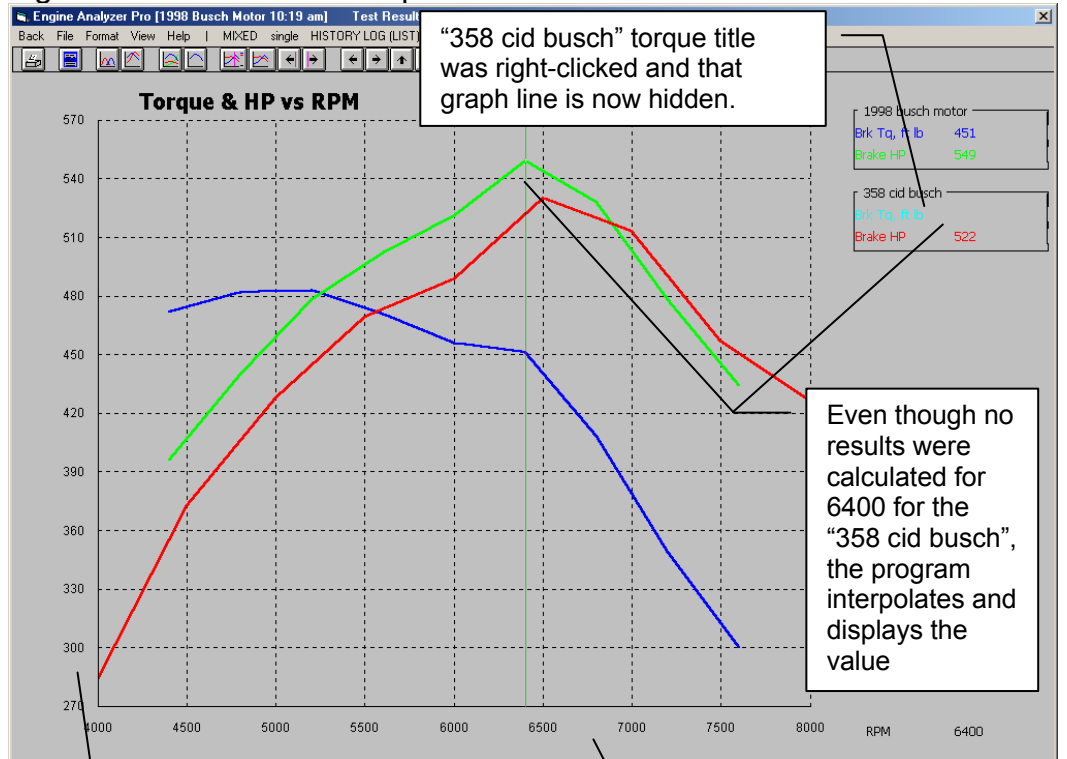 Engine Analyzer Pro [1998 Busch Motor 10:19 am] Test Resul
Back File Format View Help | MIXED single HISTORY LOG (LIST)
“358 cid busch” torque title
was right-clicked and that
graph line is now hidden.
Torque & HP vs RPM
570
540
510
480
450
420
390
360
330
300
270
4000 4500 5000 5500 6000 6500 7000 7500 8000
1998 busch motor
Brk Tq, ft lb 451
Brake HP 549
358 cid busch
Brk Tq, ft lb
Brake HP 522
Even though no
results were
calculated for
6400 for the
“358 cid busch”,
the program
interpolates and
displays the
value
RPM 6400